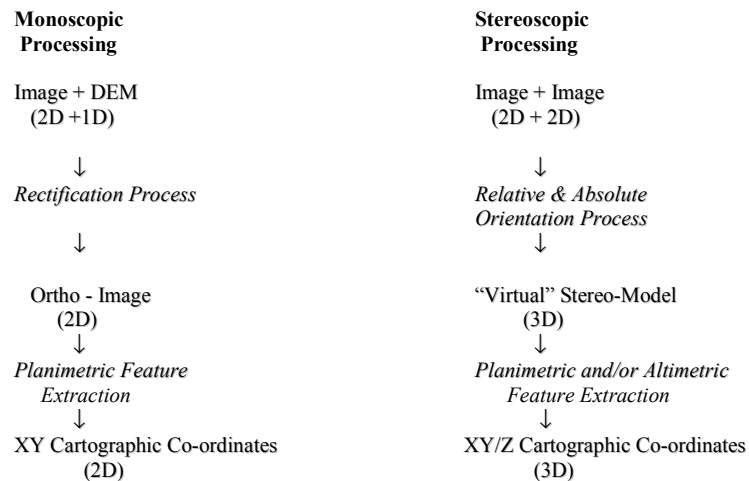 Monoscopic
Processing
Image + DEM
(2D +1D)
↓
Rectification Process
↓
Ortho - Image
(2D)
↓
Planimetric Feature
Extraction
↓
XY Cartographic Co-ordinates
(2D)
Stereoscopic
Processing
Image + Image
(2D + 2D)
↓
Relative & Absolute
Orientation Process
↓
“Virtual” Stereo-Model
(3D)
↓
Planimetric and/or Altimetric
Feature Extraction
↓
XY/Z Cartographic Co-ordinates
(3D)